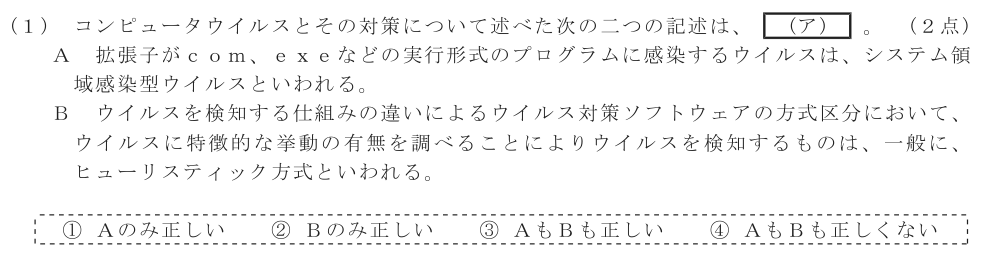 (1) コンピュータウイルスとその対策について述べた次の二つの記述は、 (ア) 。 (2点)
A 拡張子がcom、exeなどの実行形式のプログラムに感染するウイルスは、システム領
域感染型ウイルスといわれる。
B ウイルスを検知する仕組みの違いによるウイルス対策ソフトウェアの方式区分において、
ウイルスに特徴的な挙動の有無を調べることによりウイルスを検知するものは、一般に、
ヒューリスティック方式といわれる。
① Aのみ正しい ② Bのみ正しい ③ AもBも正しい ④ AもBも正しくない